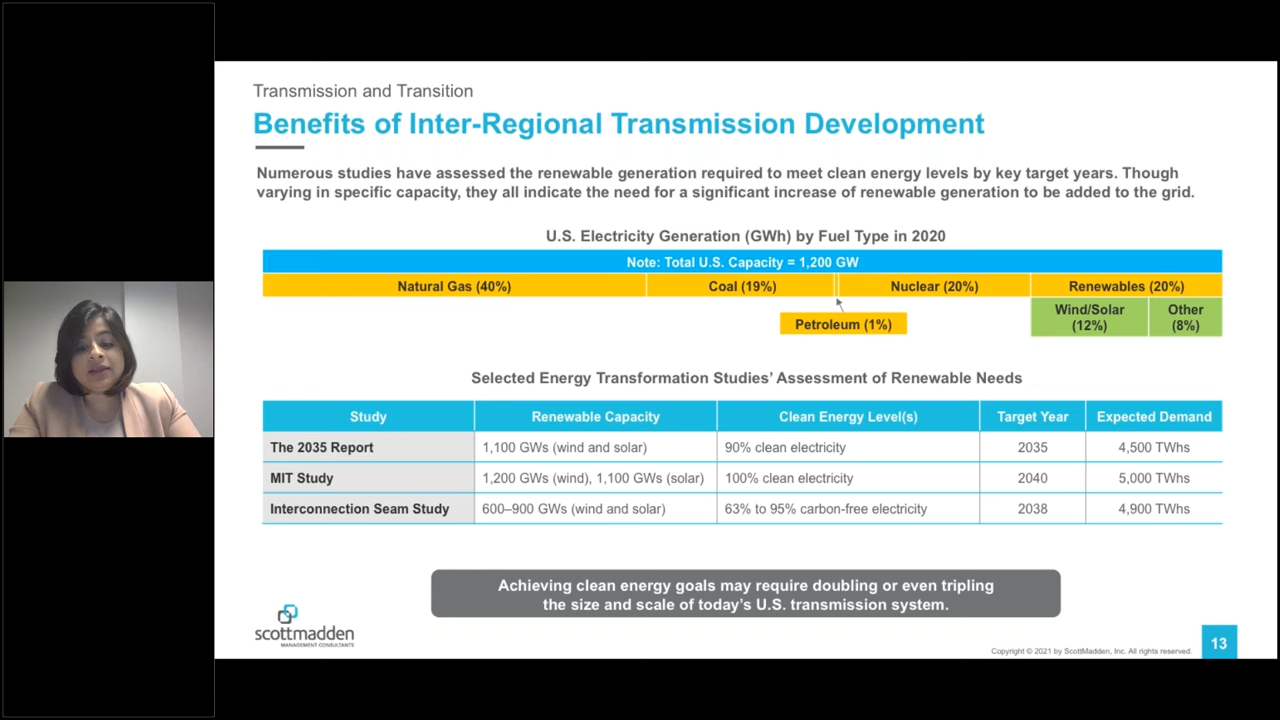 Transmission and Transition
Benefits of Inter-Regional Transmission Development
Numerous studies have assessed the renewable generation required to meet clean energy levels by key target years. Though
varying in specific capacity, they all indicate the need for a significant increase of renewable generation to be added to the grid.
U.S. Electricity Generation (GWh) by Fuel Type in 2020
Note: Total U.S. Capacity = 1,200 GW
Natural Gas (40%) Coal (19%) Nuclear (20%) Renewables (20%)
Petroleum (1%)
Wind/Solar
(12%)
Other
(8%)
Selected Energy Transformation Studies' Assessment of Renewable Needs
Study Renewable Capacity Clean Energy Level(s) Target Year Expected Demand
The 2035 Report 1,100 GWs (wind and solar) 90% clean electricity 2035 4,500 TWhs
MIT Study 1,200 GWs (wind), 1,100 GWs (solar) 100% clean electricity 2040 5,000 TWhs
Interconnection Seam Study 600–900 GWs (wind and solar) 63% to 95% carbon-free electricity 2038 4,900 TWhs
Achieving clean energy goals may require doubling or even tripling
the size and scale of today's U.S. transmission system.
scottmadden
MANAGEMENT CONSULTANTS
Copyright © 2021 by ScottMadden, Inc. All rights reserved.
13